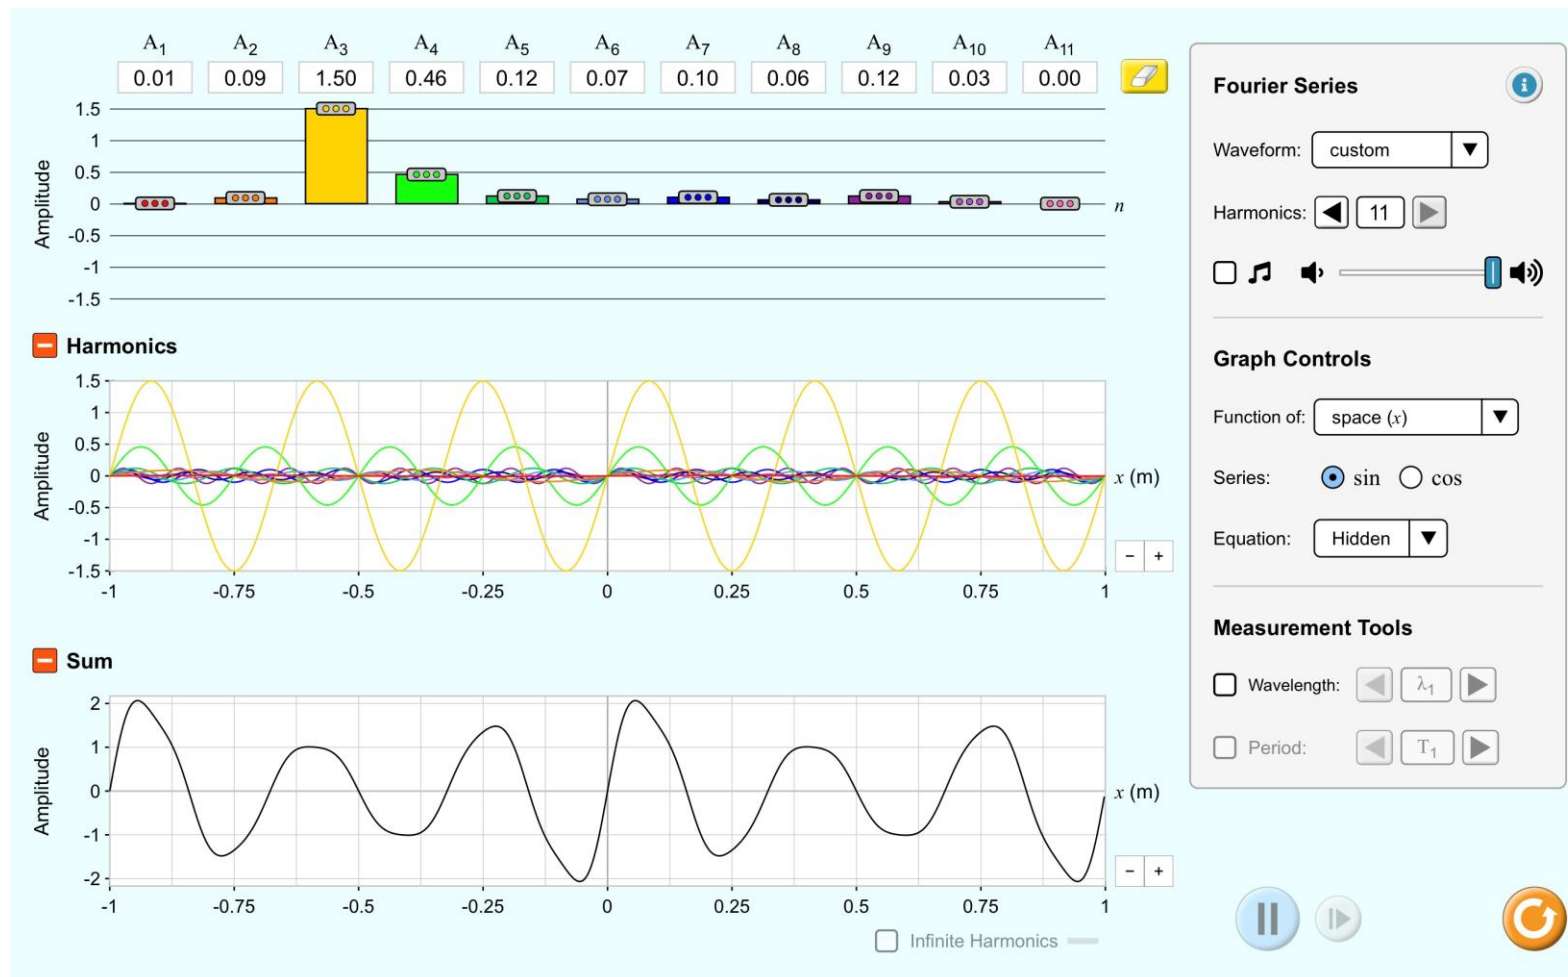 A1 A2 A3 A4 A5 A6 A7 A8 A9 A10 A11
0.01 0.09 1.50 0.46 0.12 0.07 0.10 0.06 0.12 0.03 0.00
Amplitude
1.5
1
0.5
0
-0.5
-1
-1.5
n
Harmonics
Amplitude
1.5
1
0.5
0
-0.5
-1
-1.5
x (m)
- +
-1 -0.75 -0.5 -0.25 0 0.25 0.5 0.75 1
Sum
Amplitude
2
1
0
-1
-2
x (m)
- +
-1 -0.75 -0.5 -0.25 0 0.25 0.5 0.75 1
Infinite Harmonics
Fourier Series
i
Waveform: custom
Harmonics: 11
Graph Controls
Function of: space (x)
Series: sin cos
Equation: Hidden
Measurement Tools
Wavelength: λ1
Period: T1